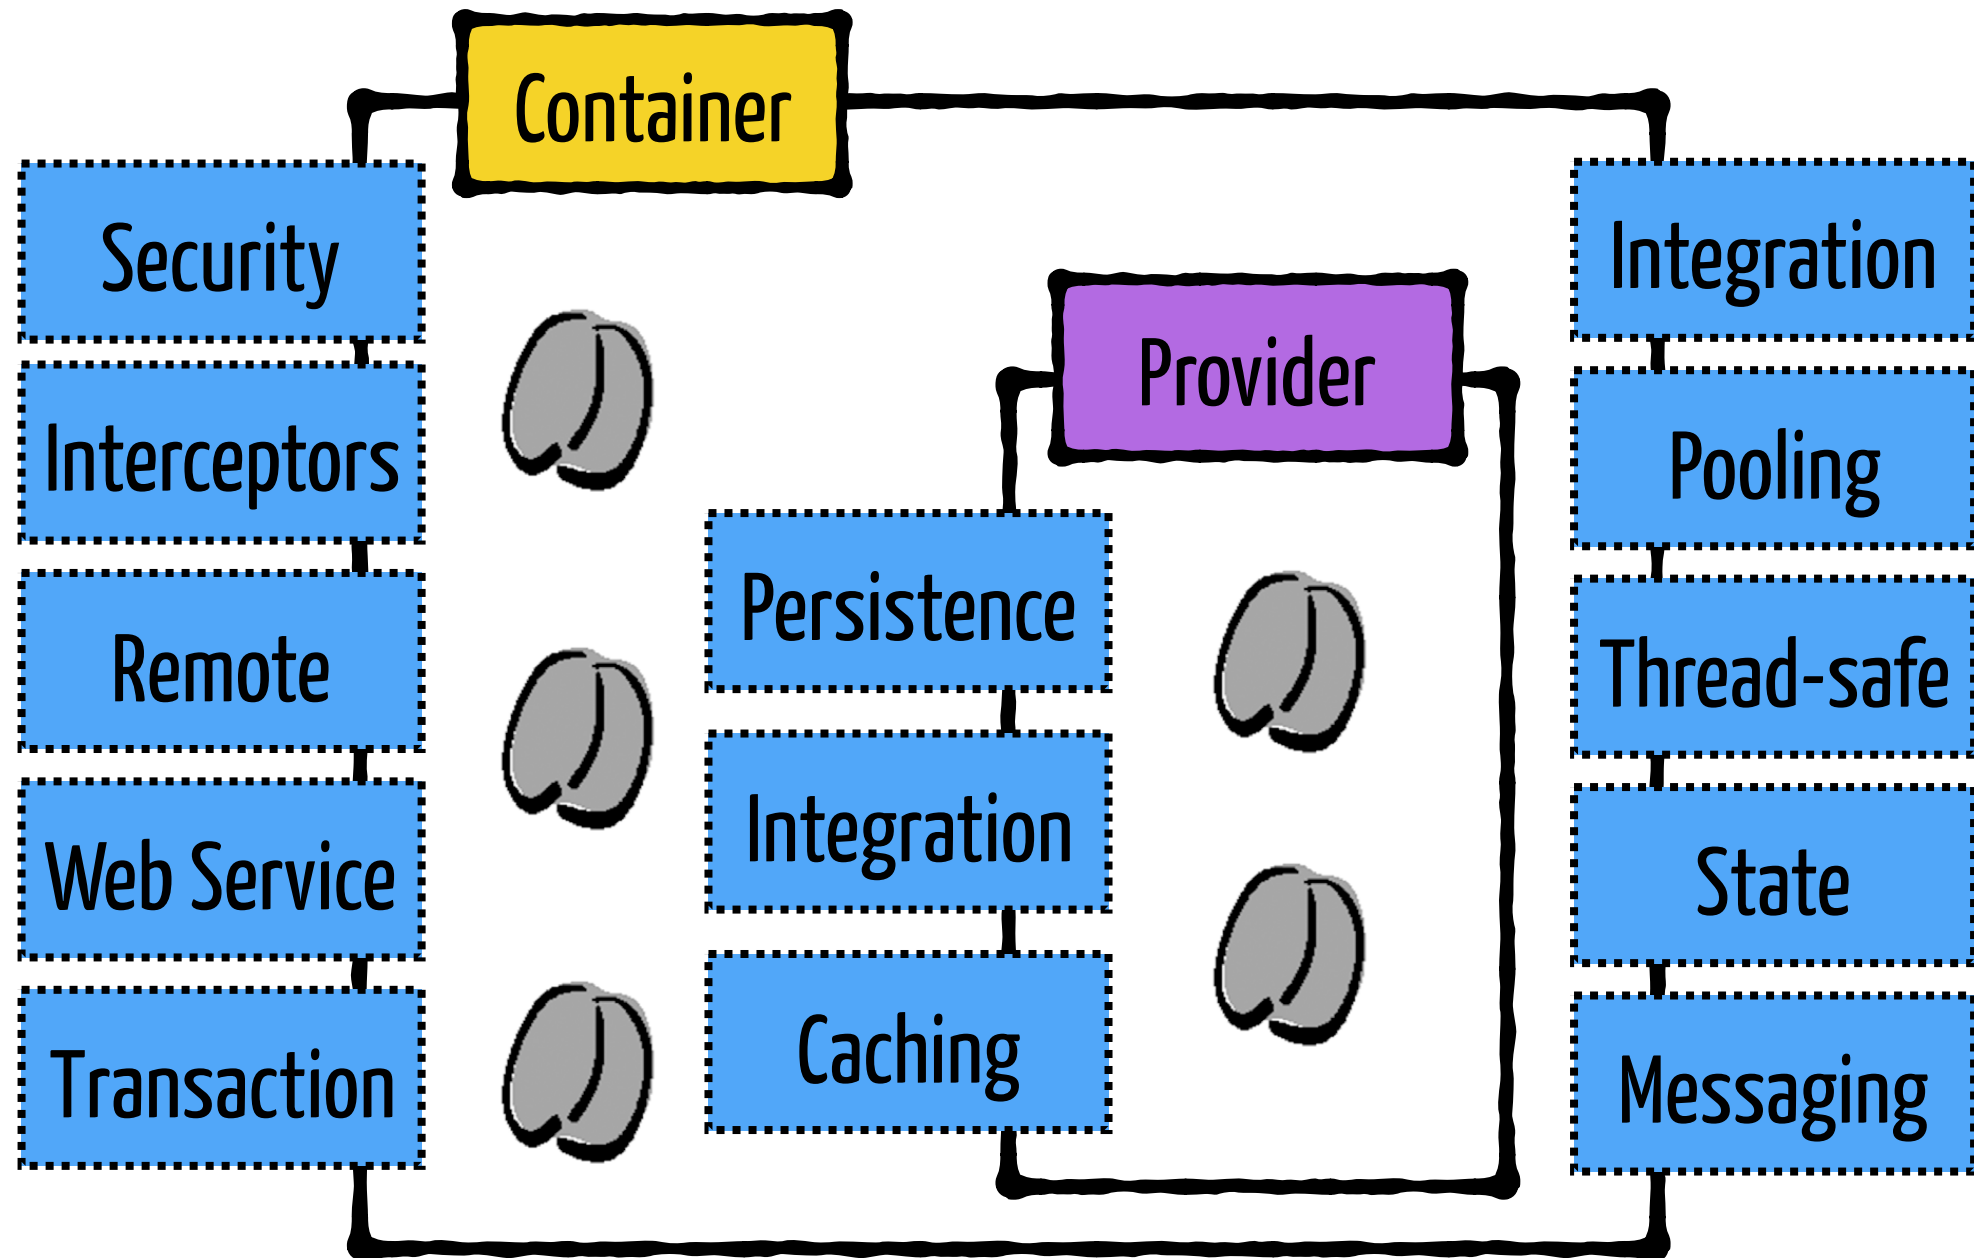 Container
Security
Interceptors
Remote
Web Service
Transaction
Provider
Persistence
Integration
Caching
Integration
Pooling
Thread-safe
State
Messaging